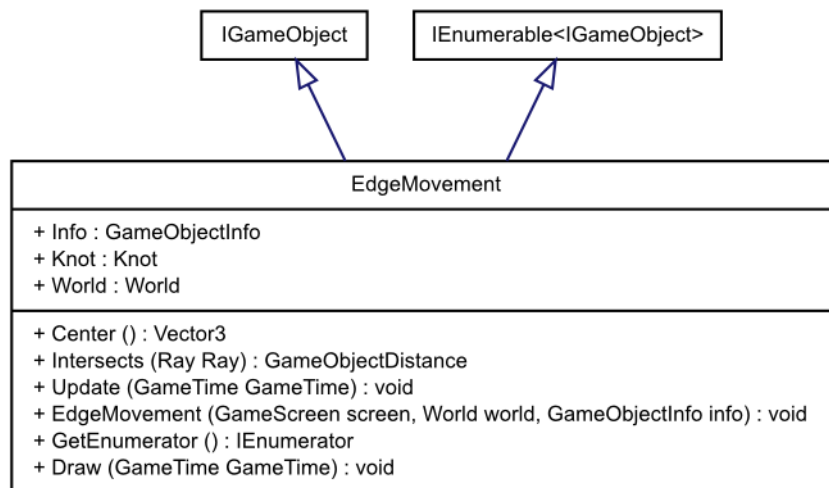 IGameObject
IEnumerable<IGameObject>
EdgeMovement
+ Info : GameObjectInfo
+ Knot : Knot
+ World : World
+ Center () : Vector3
+ Intersects (Ray Ray) : GameObjectDistance
+ Update (GameTime GameTime) : void
+ EdgeMovement (GameScreen screen, World world, GameObjectInfo info) : void
+ GetEnumerator () : IEnumerator
+ Draw (GameTime GameTime) : void